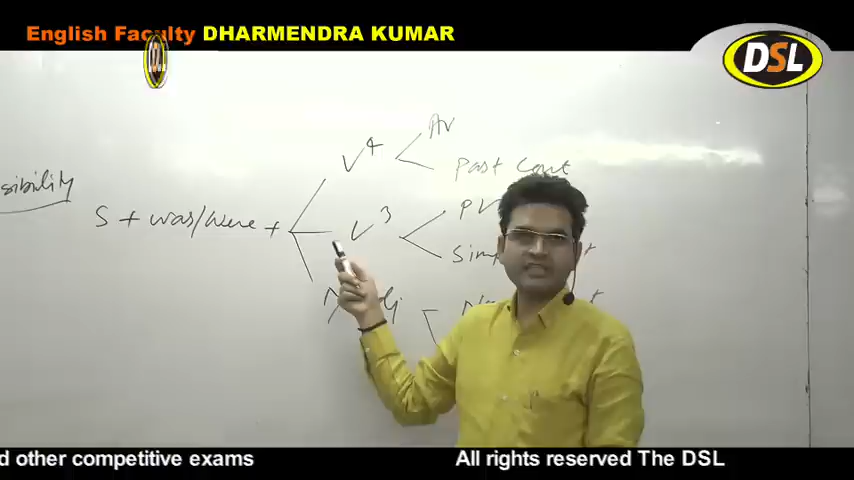 English Faculty DHARMENDRA KUMAR
DSL
sibility
S + was/were +
V4
AV
Past Cont
V3
PV
Sim
d other competitive exams
All rights reserved The DSL